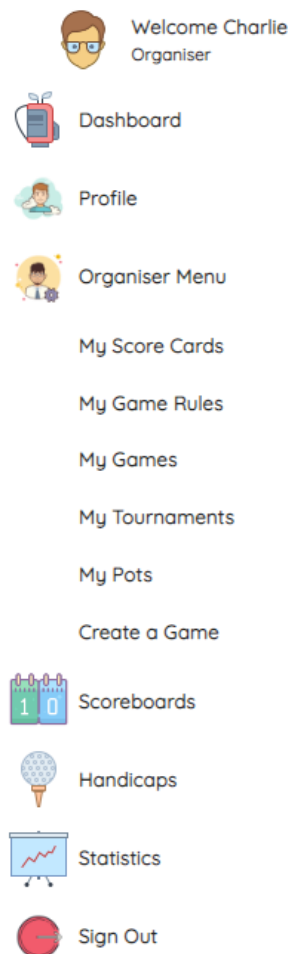 Welcome Charlie
Organiser
Dashboard
Profile
Organiser Menu
My Score Cards
My Game Rules
My Games
My Tournaments
My Pots
Create a Game
1 0
Scoreboards
Handicaps
Statistics
Sign Out